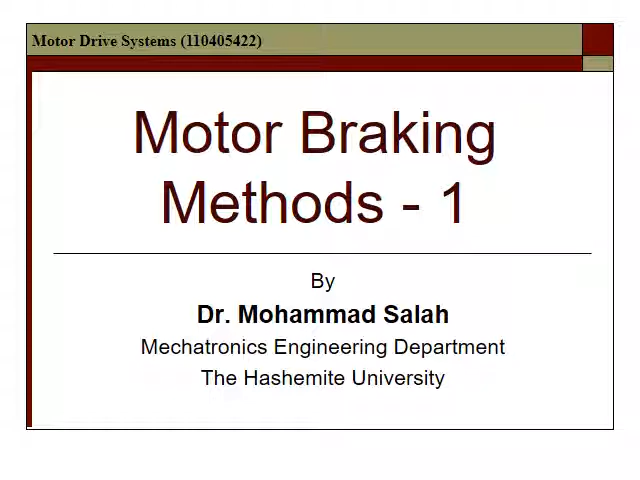 Motor Drive Systems (110405422)
Motor Braking
Methods - 1
By
Dr. Mohammad Salah
Mechatronics Engineering Department
The Hashemite University